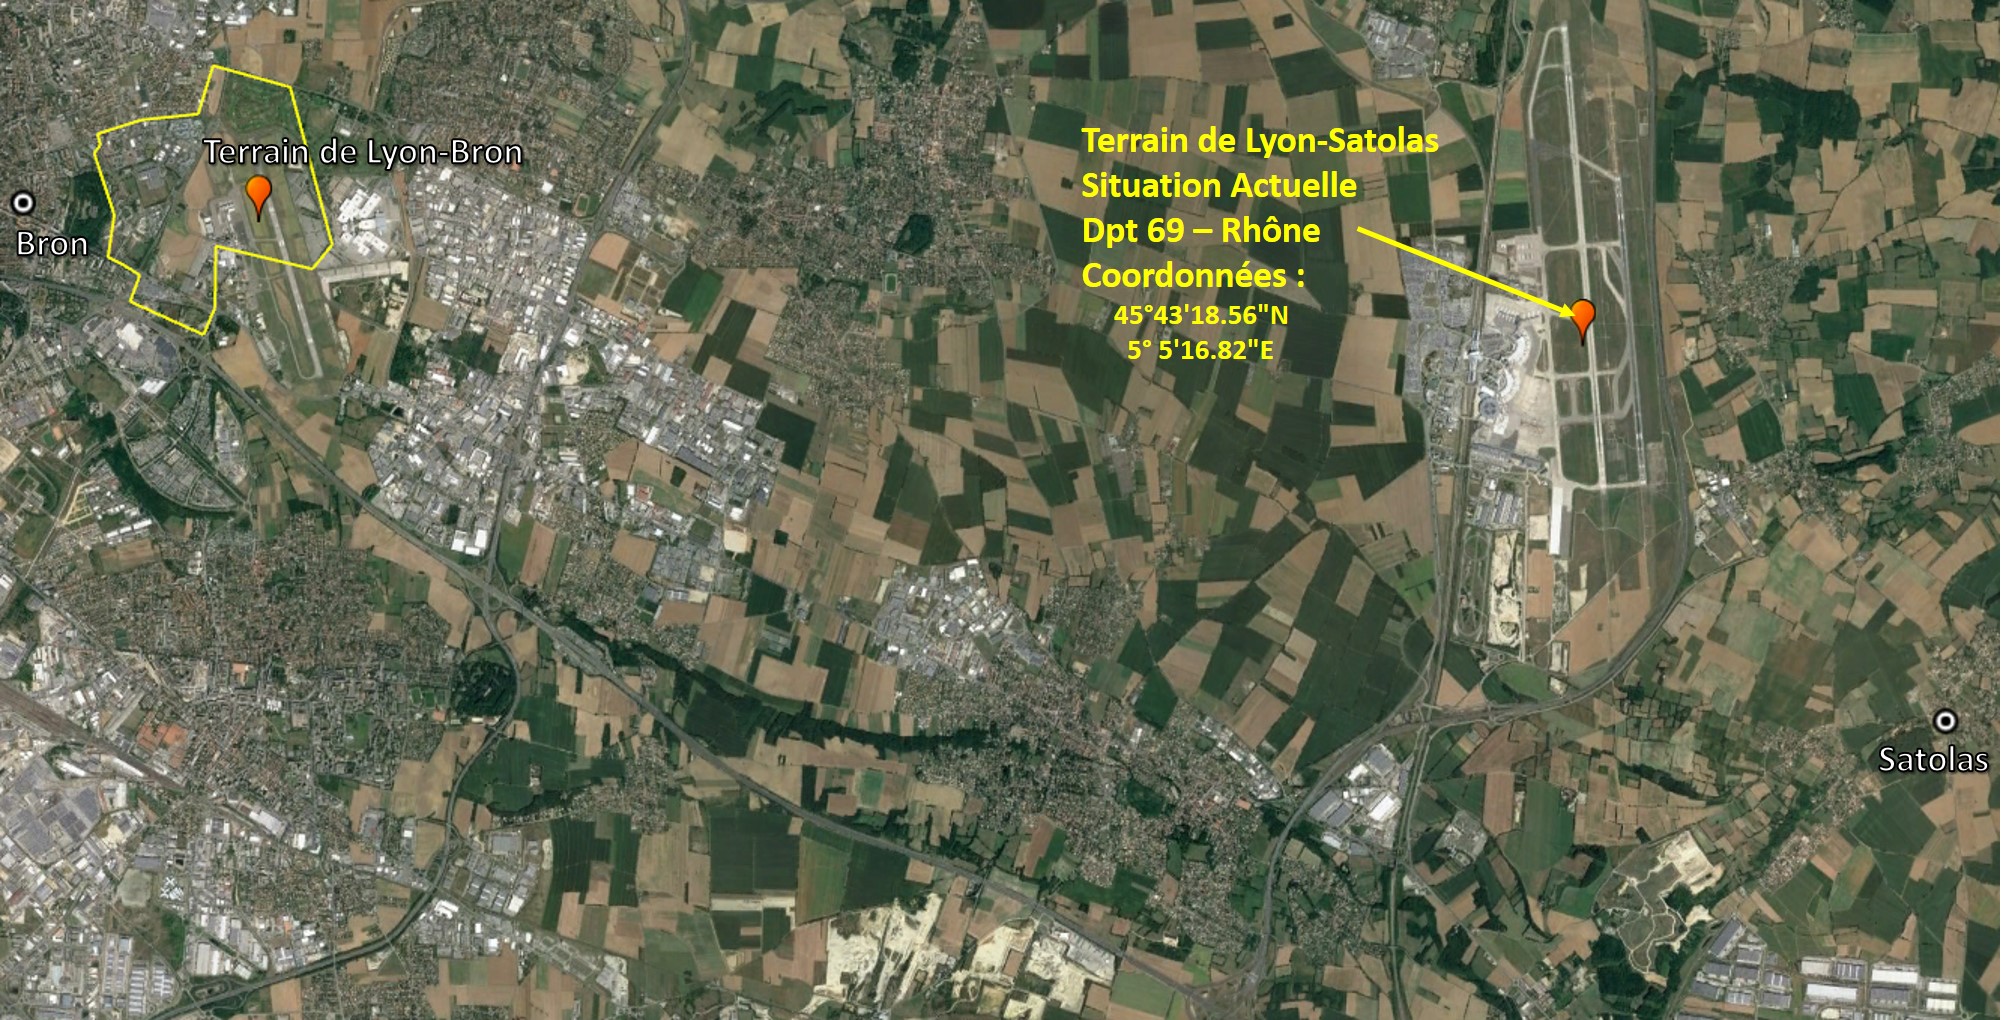 Terrain de Lyon-Bron
Bron
Terrain de Lyon-Satolas
Situation Actuelle
Dpt 69 – Rhône
Coordonnées :
45°43'18.56"N
5° 5'16.82"E
Satolas